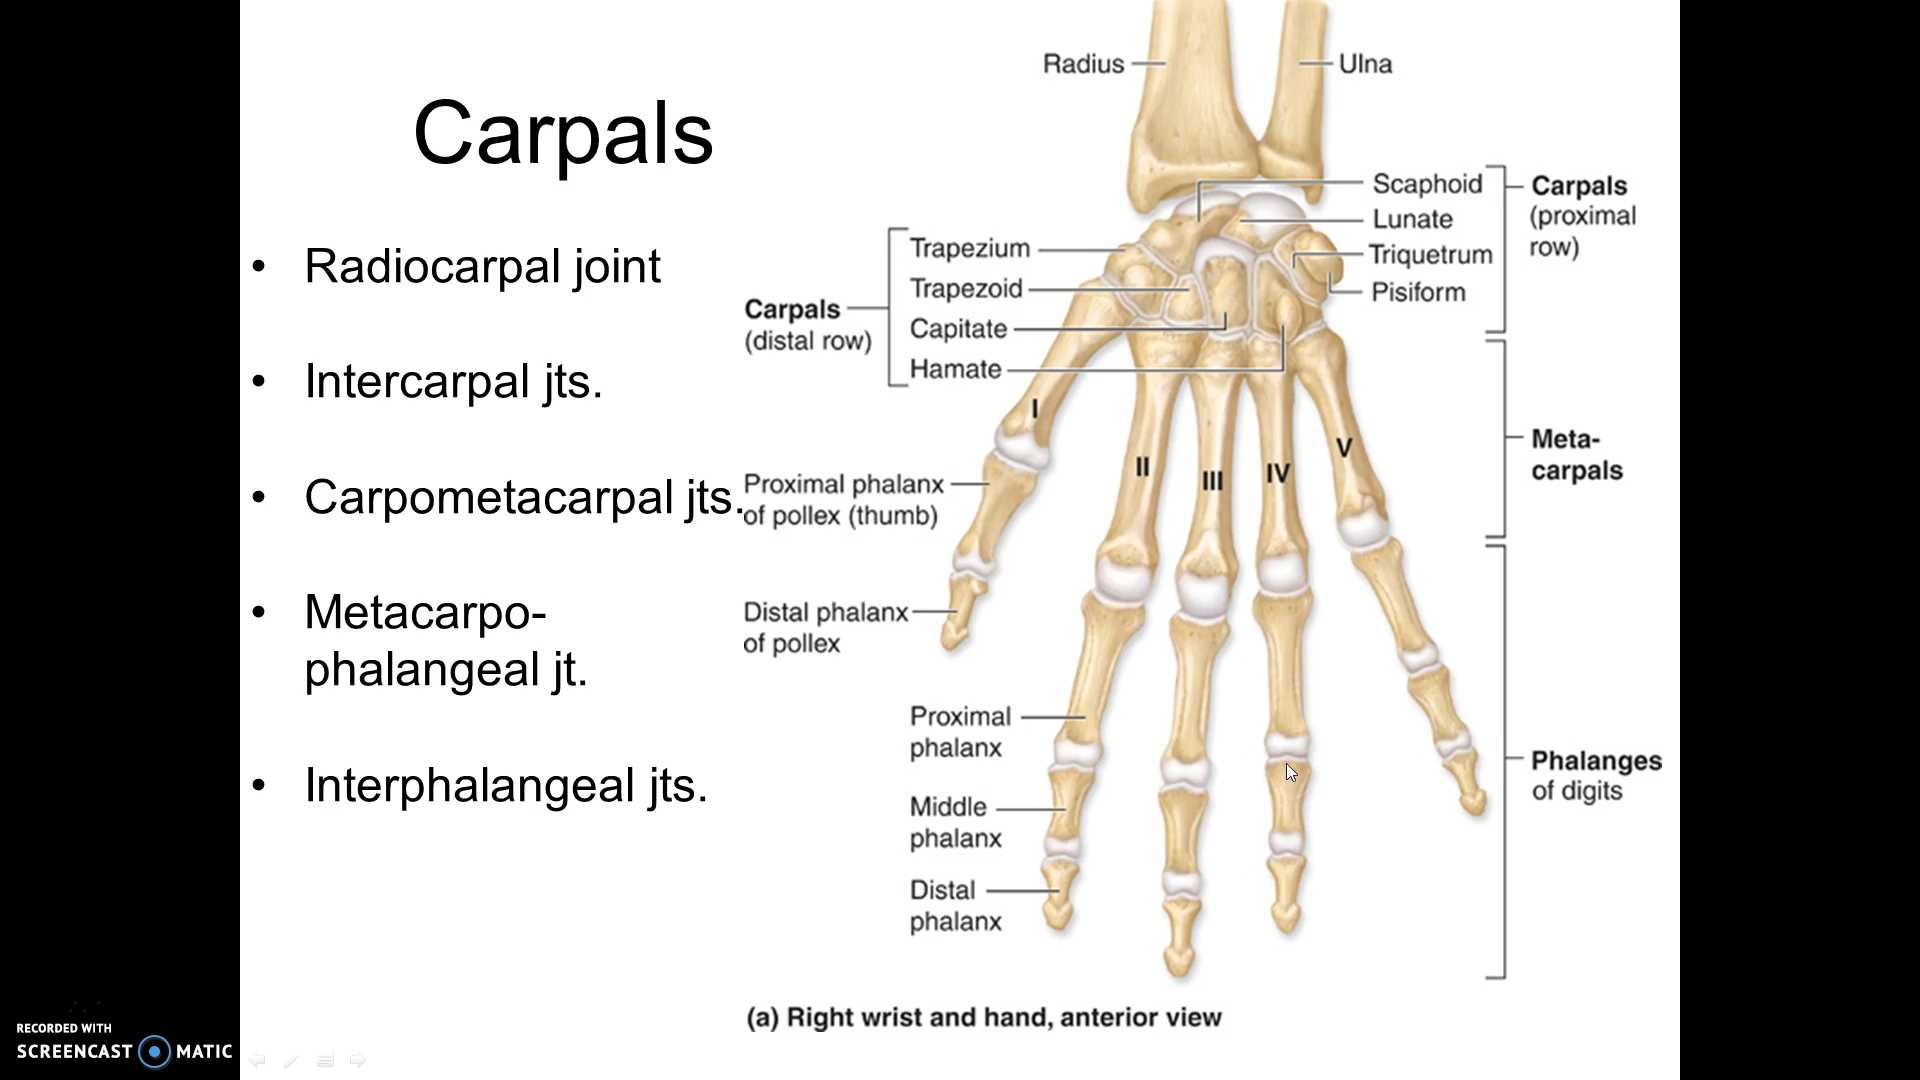 Carpals
• Radiocarpal joint
• Intercarpal jts.
• Carpometacarpal jts.
• Metacarpo-
phalangeal jt.
• Interphalangeal jts.
Radius
Ulna
Scaphoid
Lunate
Triquetrum
Pisiform
Carpals
(proximal
row)
Trapezium
Trapezoid
Capitate
Hamate
Carpals
(distal row)
I
II
III
IV
V
Meta-
carpals
Proximal phalanx
of pollex (thumb)
Distal phalanx
of pollex
Proximal
phalanx
Middle
phalanx
Distal
phalanx
Phalanges
of digits
(a) Right wrist and hand, anterior view
RECORDED WITH
SCREENCAST MATIC